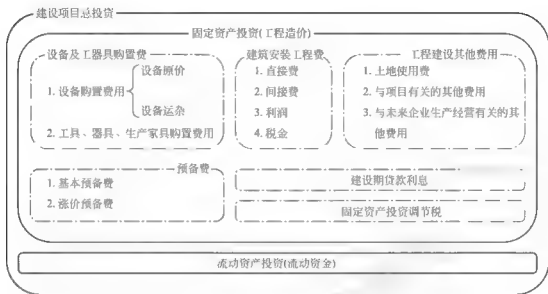 建设项目总投资
固定资产投资(工程造价)
设备及工器具购置费
建筑安装工程费
工程建设其他费用
设备原价
1. 设备购置费用
设备运杂
2. 工具、器具、生产家具购置费用
1. 直接费
2. 间接费
3. 利润
4. 税金
1. 土地使用费
2. 与项目有关的其他费用
3. 与未来企业生产经营有关的其
他费用
预备费
1. 基本预备费
2. 涨价预备费
建设期贷款利息
固定资产投资调节税
流动资产投资(流动资金)